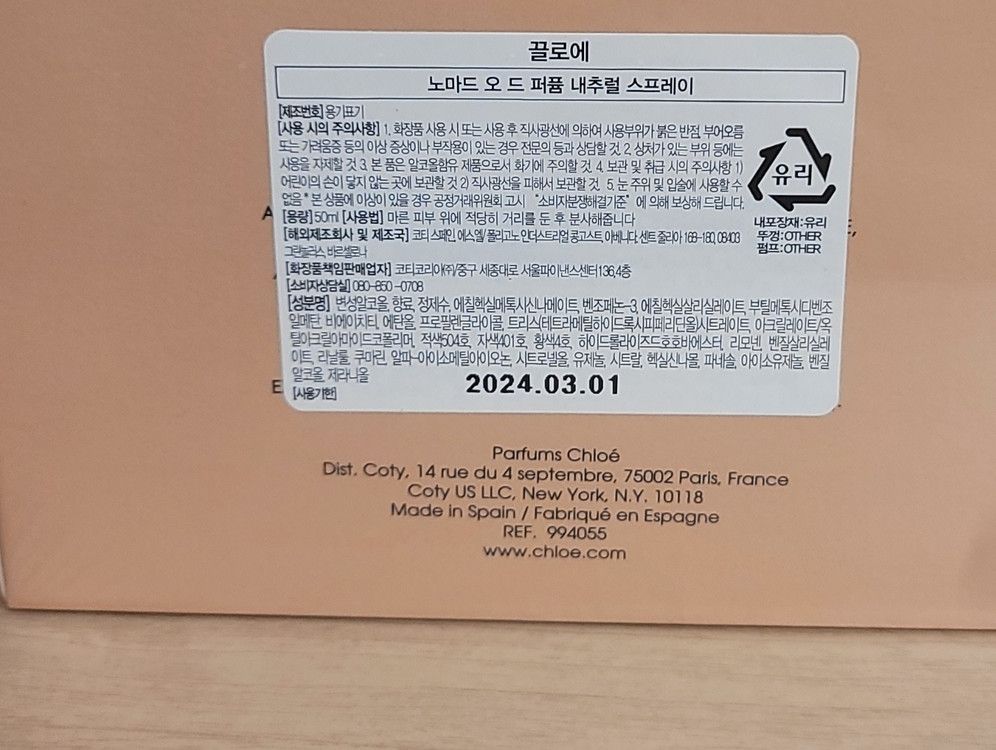 끌로에
노마드 오 드 퍼퓸 내추럴 스프레이
[제조번호] 용기표기
[사용 시의 주의사항] 1. 화장품 사용 시 또는 사용 후 직사광선에 의하여 사용부위가 붉은 반점, 부어오름
또는 가려움증 등의 이상 증상이나 부작용이 있는 경우 전문의 등과 상담할 것. 2. 상처가 있는 부위 등에는
사용을 자제할 것 3. 본 품은 알코올함유 제품으로서 화기에 주의할 것. 4. 보관 및 취급 시의 주의사항 1)
어린이의 손이 닿지 않는 곳에 보관할 것 2) 직사광선을 피해서 보관할 것. 5. 눈 주위 및 입술에 사용할 수
없음 * 본 상품에 이상이 있을 경우 공정거래위원회 고시 "소비자분쟁해결기준" 에 의해 보상해 드립니다.
[용량] 50ml [사용법] 마른 피부 위에 적당히 거리를 둔 후 분사해줍니다
[해외제조회사 및 제조국] 코티 스페인, 에스엘/폴리고노 인더스트리얼 콩고스트, 아베니다, 센트 줄리아 168-180, 08403
그란눌러스, 바르셀로나
[화장품책임판매업자] 코티코리아㈜/중구 세종대로 서울파이낸스센터136,4층
[소비자상담실] 080-850-0708
[성분명] 변성알코올, 향료, 정제수, 에칠헥실메톡시신나메이트, 벤조페논-3, 에칠헥실살리실레이트, 부틸메톡시디벤조
일메탄, 비에이치티, 에탄올, 프로필렌글라이콜, 트리스(테트라메틸하이드록시피페리딘올)시트레이트, 아크릴레이트/옥
틸아크릴아마이드코폴리머, 적색504호, 자색401호, 황색4호, 하이드롤라이즈드호호바에스터, 리모넨, 벤질살리실레
이트, 리날룰, 쿠마린, 알파-아이소메틸아이오논, 시트로넬올, 유제놀, 시트랄, 헥실신나몰, 파네솔, 아이소유제놀, 벤질
알코올, 제라니올
[사용기한]
2024.03.01
유리
내포장재:유리
뚜껑:OTHER
펌프:OTHER
Parfums Chloé
Dist. Coty, 14 rue du 4 septembre, 75002 Paris, France
Coty US LLC, New York, N.Y. 10118
Made in Spain / Fabriqué en Espagne
REF. 994055
www.chloe.com